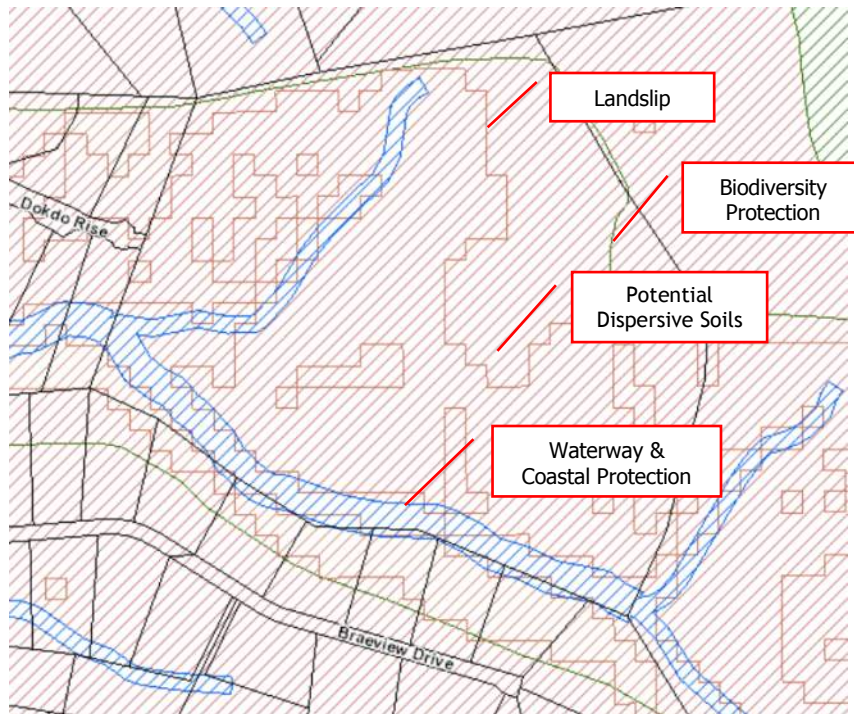 Landslip
Biodiversity
Protection
Dokdo Rise
Potential
Dispersive Soils
Waterway &
Coastal Protection
Braeview Drive